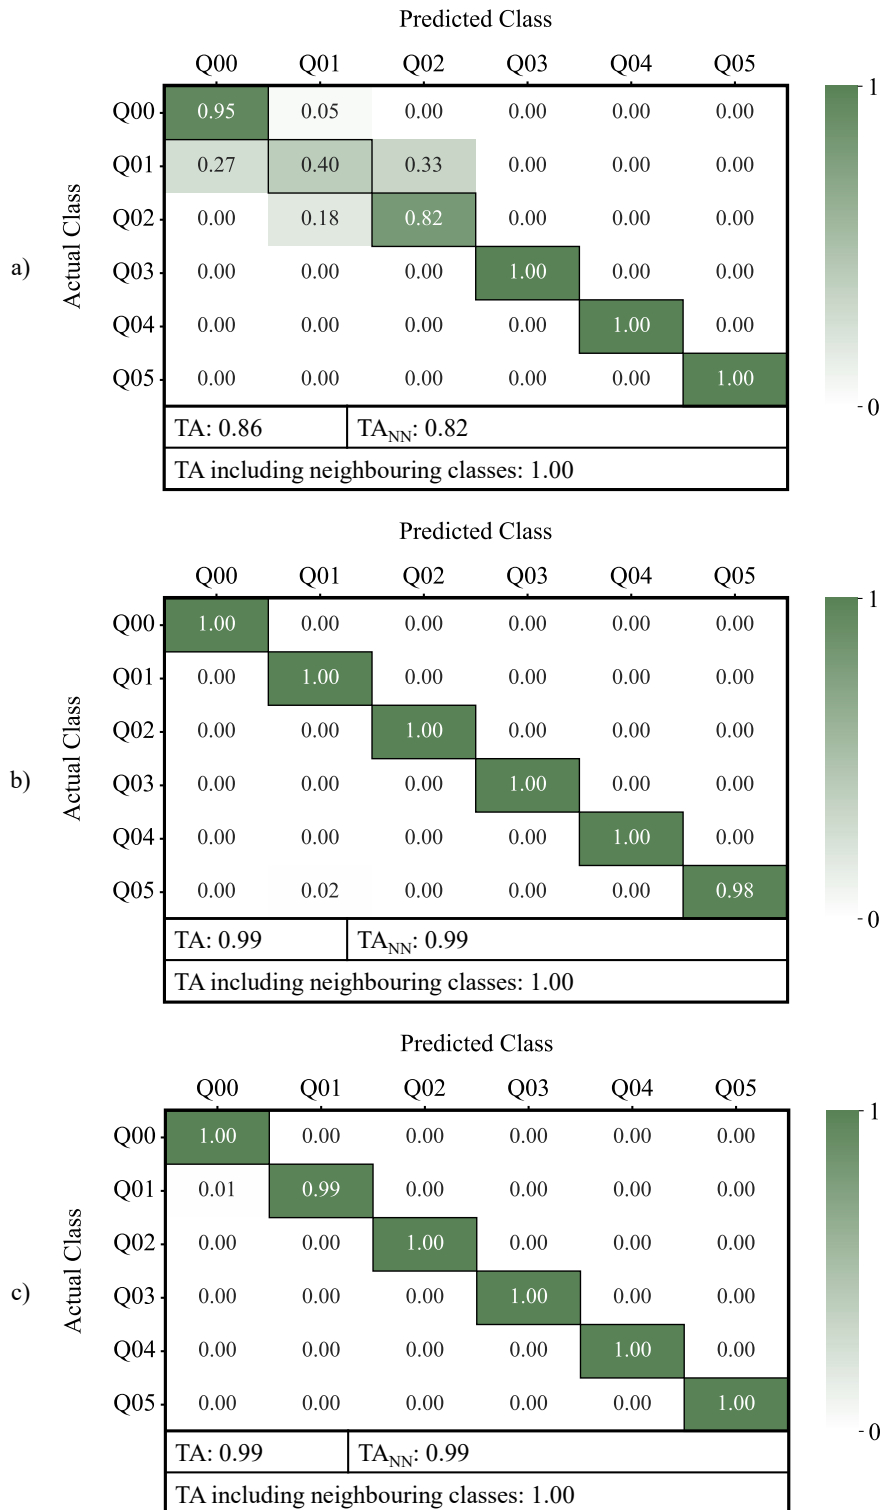 Predicted Class
Q00 Q01 Q02 Q03 Q04 Q05
1
Q00 0.95 0.05 0.00 0.00 0.00 0.00
Q01 0.27 0.40 0.33 0.00 0.00 0.00
Q02 0.00 0.18 0.82 0.00 0.00 0.00
a)
Actual Class
Q03 0.00 0.00 0.00 1.00 0.00 0.00
Q04 0.00 0.00 0.00 0.00 1.00 0.00
Q05 0.00 0.00 0.00 0.00 0.00 1.00
0
TA: 0.86 TA_NN: 0.82
TA including neighbouring classes: 1.00
Predicted Class
Q00 Q01 Q02 Q03 Q04 Q05
1
Q00 1.00 0.00 0.00 0.00 0.00 0.00
Q01 0.00 1.00 0.00 0.00 0.00 0.00
Q02 0.00 0.00 1.00 0.00 0.00 0.00
b)
Actual Class
Q03 0.00 0.00 0.00 1.00 0.00 0.00
Q04 0.00 0.00 0.00 0.00 1.00 0.00
Q05 0.00 0.02 0.00 0.00 0.00 0.98
0
TA: 0.99 TA_NN: 0.99
TA including neighbouring classes: 1.00
Predicted Class
Q00 Q01 Q02 Q03 Q04 Q05
1
Q00 1.00 0.00 0.00 0.00 0.00 0.00
Q01 0.01 0.99 0.00 0.00 0.00 0.00
Q02 0.00 0.00 1.00 0.00 0.00 0.00
c)
Actual Class
Q03 0.00 0.00 0.00 1.00 0.00 0.00
Q04 0.00 0.00 0.00 0.00 1.00 0.00
Q05 0.00 0.00 0.00 0.00 0.00 1.00
0
TA: 0.99 TA_NN: 0.99
TA including neighbouring classes: 1.00